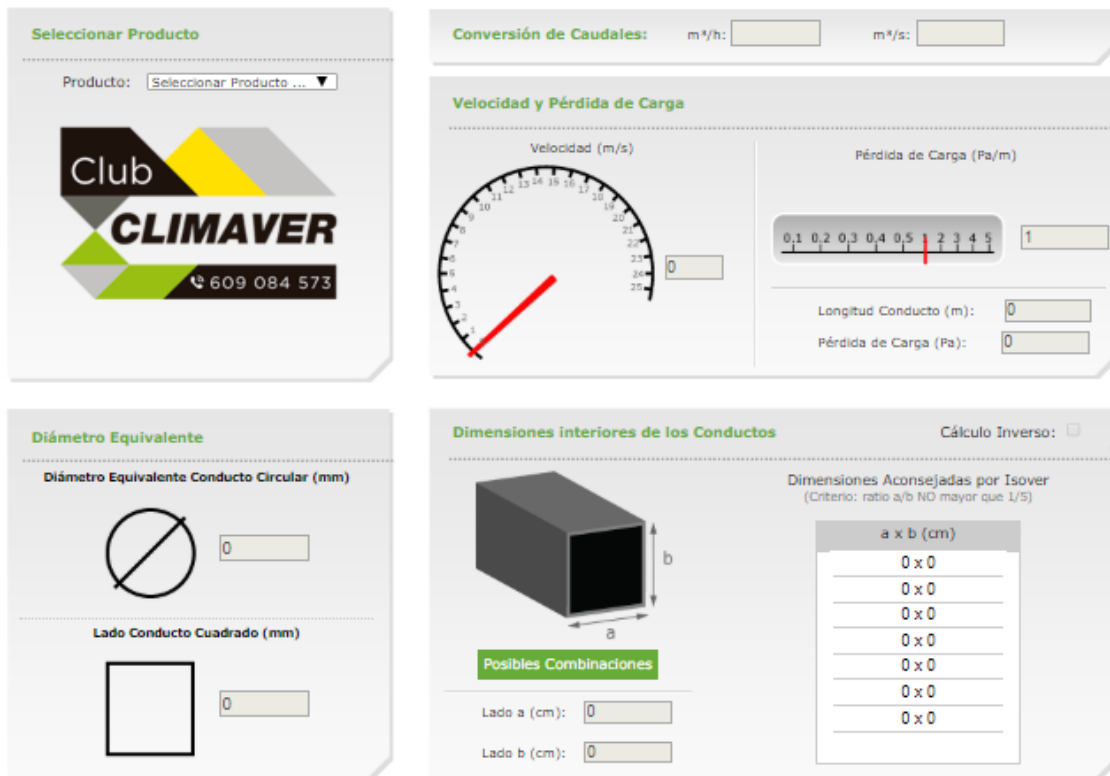 Seleccionar Producto
Producto: Seleccionar Producto ... ▼
Club
CLIMAVER
609 084 573
Conversión de Caudales: m³/h: m³/s:
Velocidad y Pérdida de Carga
Velocidad (m/s)
1 2 3 4 5 6 7 8 9 10 11 12 13 14 15 16 17 18 19 20 21 22 23 24 25
0
Pérdida de Carga (Pa/m)
0,1 0,2 0,3 0,4 0,5 1 2 3 4 5
1
Longitud Conducto (m): 0
Pérdida de Carga (Pa): 0
Diámetro Equivalente
Diámetro Equivalente Conducto Circular (mm)
0
Lado Conducto Cuadrado (mm)
0
Dimensiones interiores de los Conductos
Cálculo Inverso:
b
a
Posibles Combinaciones
Lado a (cm): 0
Lado b (cm): 0
Dimensiones Aconsejadas por Isover
(Criterio: ratio a/b NO mayor que 1/5)
a x b (cm)
0 x 0
0 x 0
0 x 0
0 x 0
0 x 0
0 x 0
0 x 0